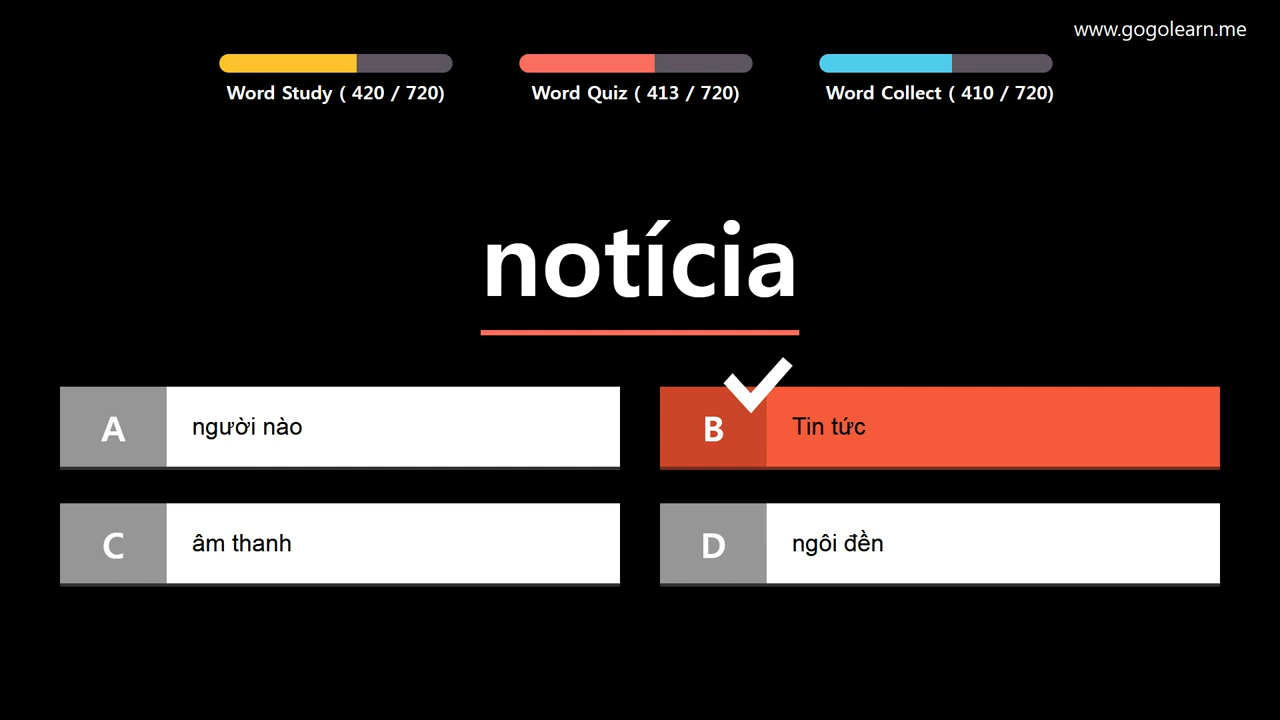 www.gogolearn.me
Word Study ( 420 / 720)
Word Quiz ( 413 / 720)
Word Collect ( 410 / 720)
notícia
A
người nào
B
Tin tức
C
âm thanh
D
ngôi đền